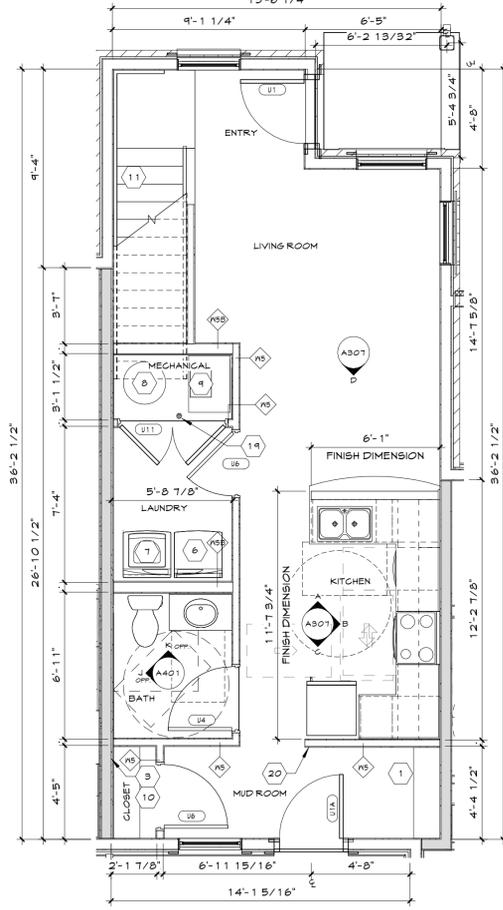 9'-1 1/4"
6'-5"
6'-2 13/32"
5'-4 3/4"
4'-8"
U1
ENTRY
9'-4"
11
LIVING ROOM
14'-7 5/8"
3'-7"
W5B
W5
A307
D
MECHANICAL
8
9
3'-1 1/2"
W5
36'-2 1/2"
36'-2 1/2"
U11
19
U6
6'-1"
FINISH DIMENSION
26'-10 1/2"
7'-4"
5'-8 7/8"
LAUNDRY
7
6
W5B
KITCHEN
11'-7 3/4"
FINISH DIMENSION
A
A307
B
C
12'-2 7/8"
6'-11"
K OPP.
J OPP.
A401
BATH
U4
4'-5"
W5
3
10
CLOSET
W5
20
W5
1
MUD ROOM
U6
U1A
4'-4 1/2"
2'-1 7/8"
6'-11 15/16"
4'-8"
14'-1 5/16"